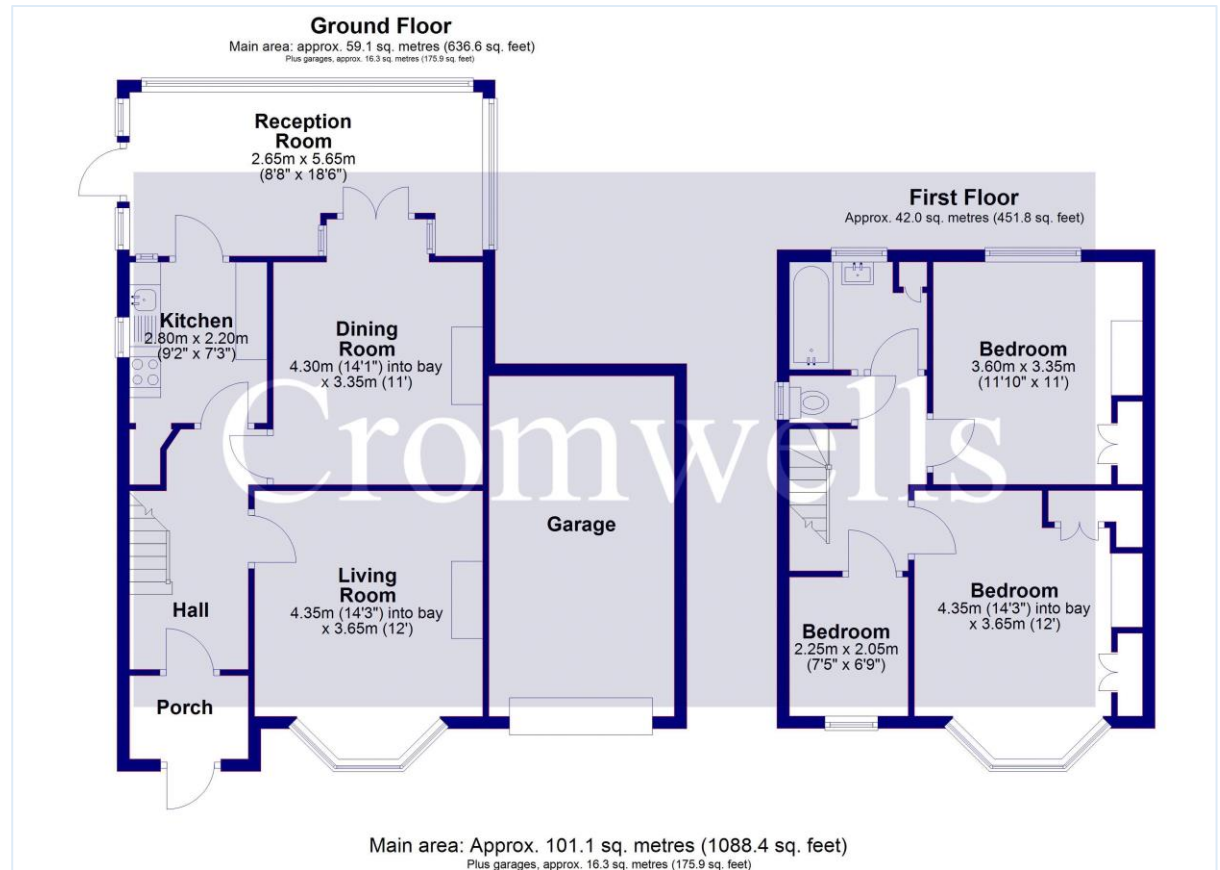 Ground Floor
Main area: approx. 59.1 sq. metres (636.6 sq. feet)
Plus garages, approx. 16.3 sq. metres (175.9 sq. feet)
Reception
Room
2.65m x 5.65m
(8'8" x 18'6")
Kitchen
2.80m x 2.20m
(9'2" x 7'3")
Dining
Room
4.30m (14'1") into bay
x 3.35m (11')
Garage
Living
Room
4.35m (14'3") into bay
x 3.65m (12')
Hall
Porch
First Floor
Approx. 42.0 sq. metres (451.8 sq. feet)
Bedroom
3.60m x 3.35m
(11'10" x 11')
Bedroom
4.35m (14'3") into bay
x 3.65m (12')
Bedroom
2.25m x 2.05m
(7'5" x 6'9")
Cromwells
Main area: Approx. 101.1 sq. metres (1088.4 sq. feet)
Plus garages, approx. 16.3 sq. metres (175.9 sq. feet)